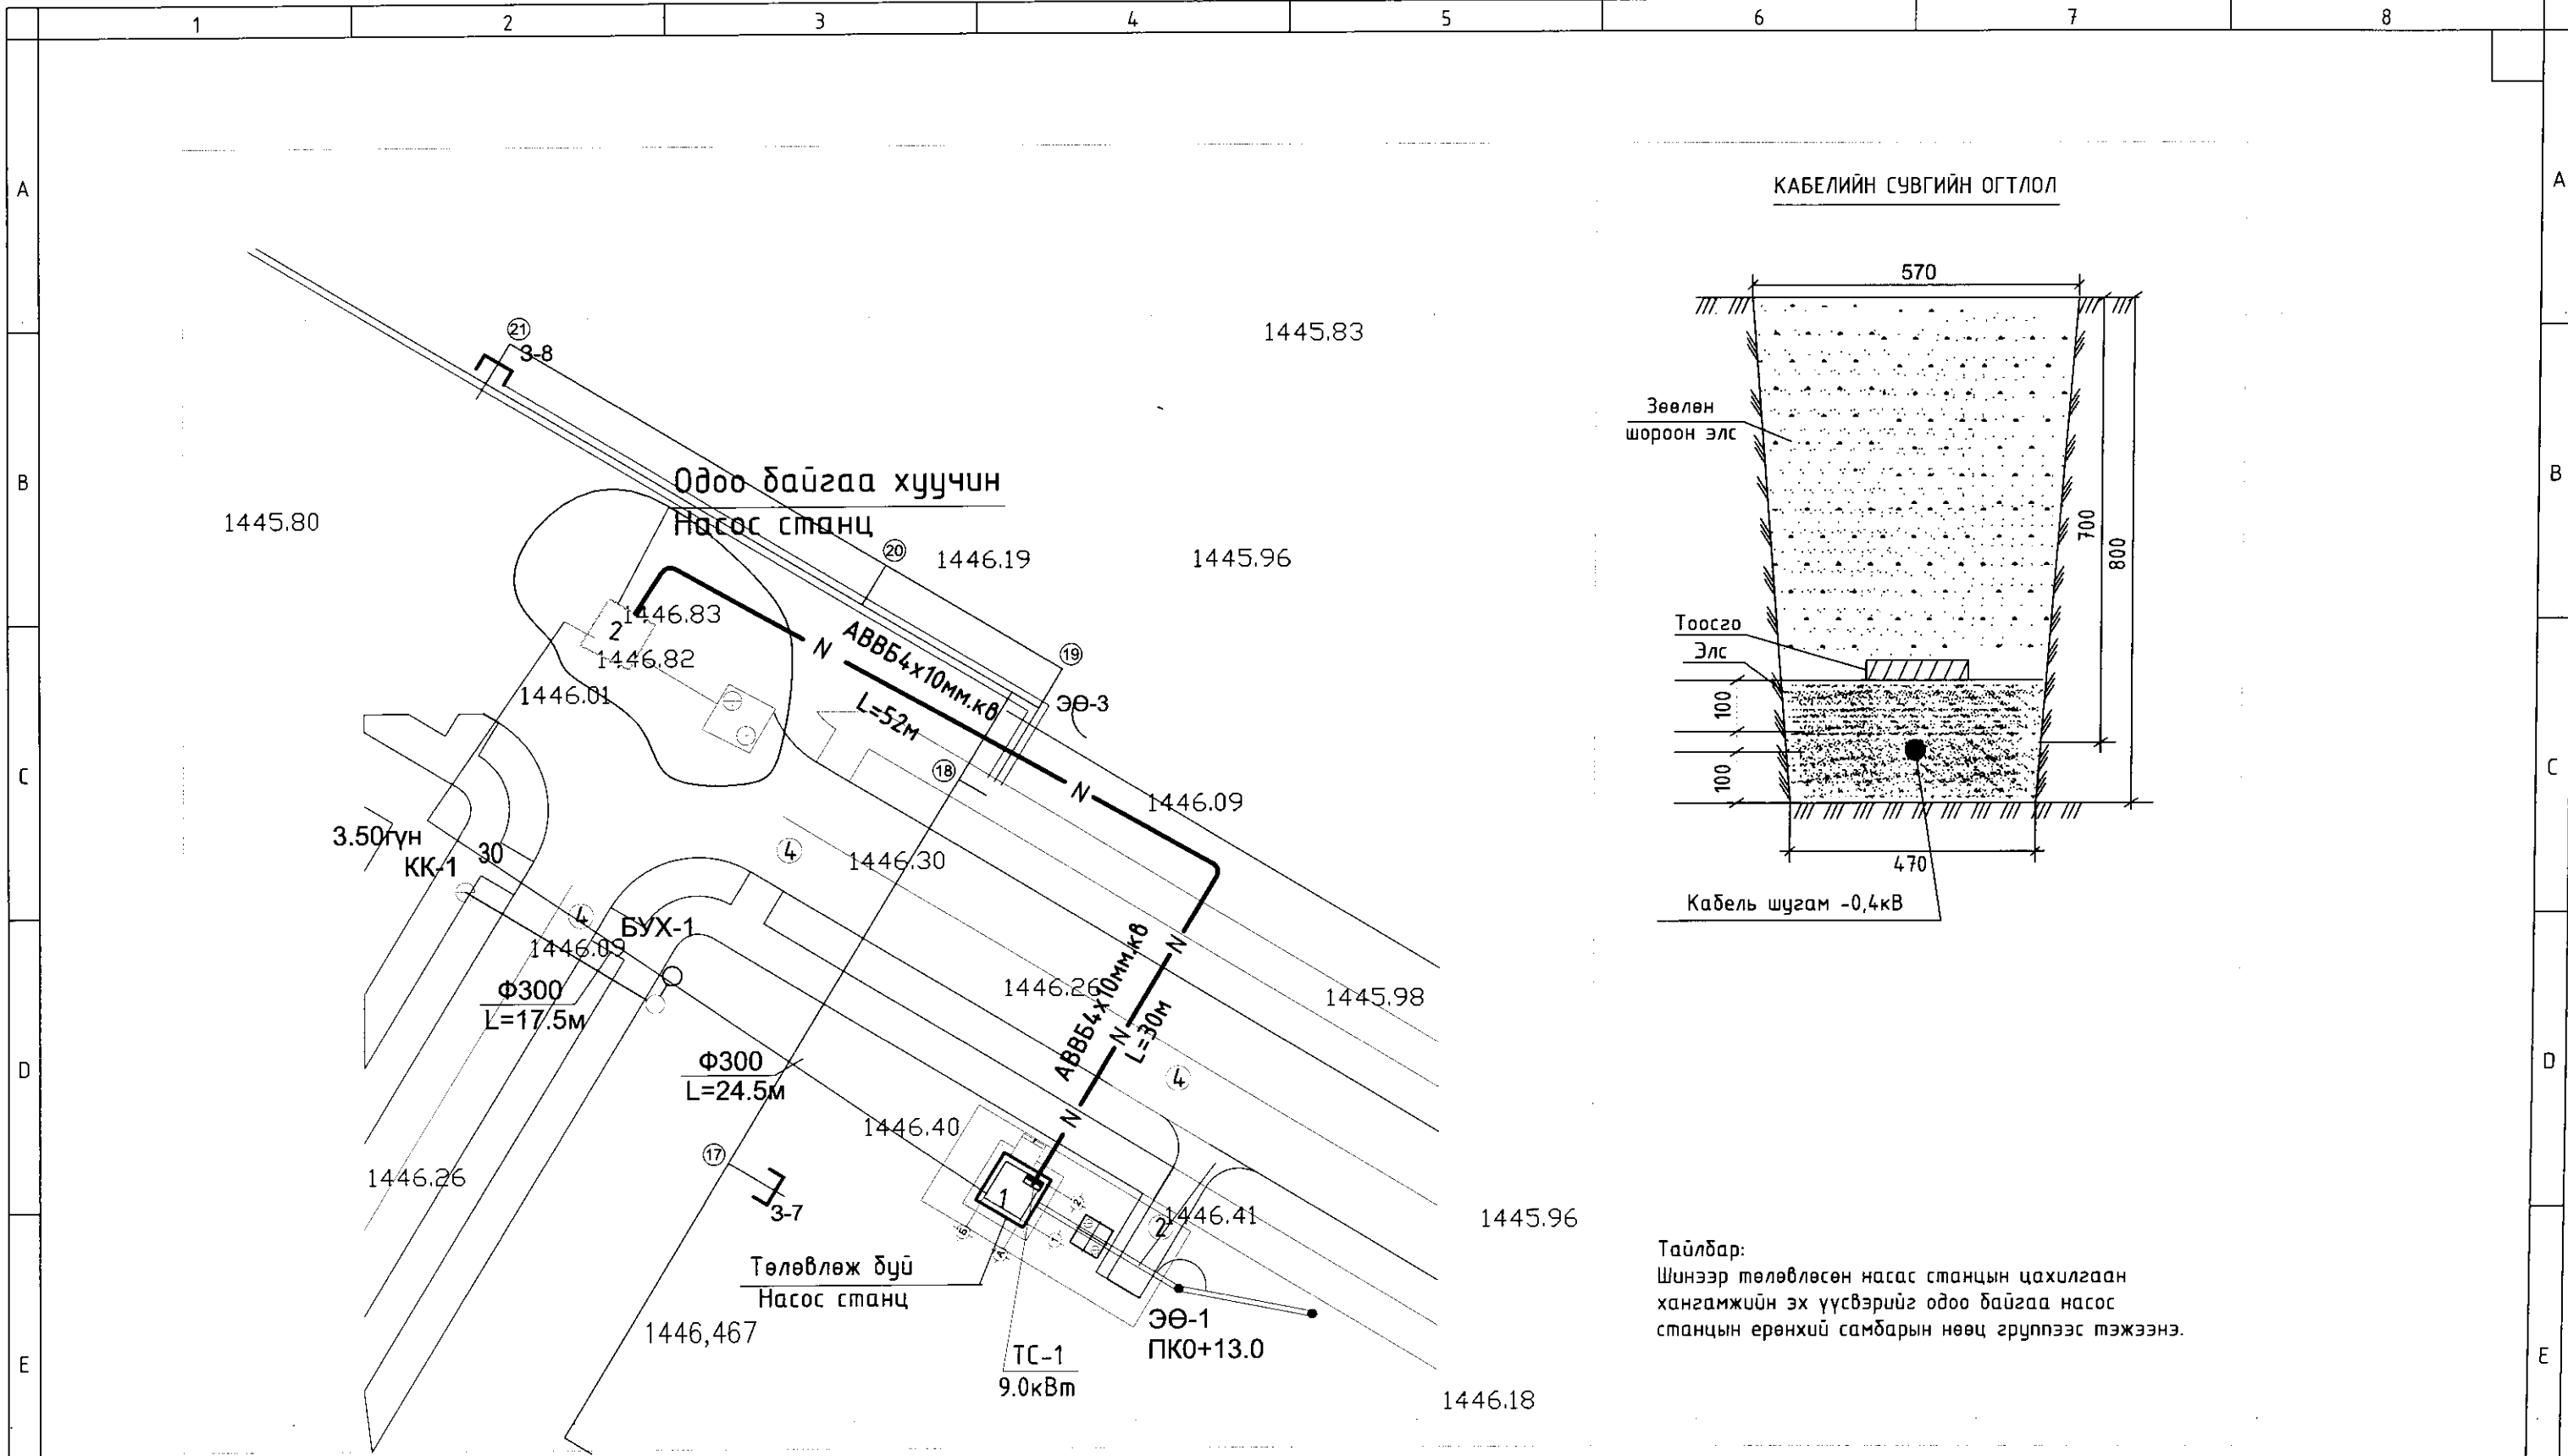 1 2 3 4 5 6 7 8
A
A
КАБЕЛИЙН СУВГИЙН ОГТЛОЛ
570
21
З-8
1445.83
Зөөлөн
шороон элс
B
B
Одоо байгаа хуучин
Насос станц
1445.80
20
1446.19
1445.96
700
800
1446.83
2
1446.82
1446.01
N
АВВБ4х10мм.кв
L=52м
19
ЭӨ-3
Тоосго
Элс
100
100
C
C
18
N
1446.09
470
Кабель шугам -0,4кВ
3.50гүн
КК-1
30
4
1446.30
4
БУХ-1
1446.09
Ф300
L=17.5м
N
АВВБ4х10мм.кв
L=30м
N
1446.26
1445.98
D
D
Ф300
L=24.5м
4
N
1446.40
17
З-7
1446.26
1
2
1446.41
1445.96
Төлөвлөж буй
Насос станц
1446,467
ЭӨ-1
ПК0+13.0
ТС-1
9.0кВт
1446.18
E
E
Тайлбар:
Шинээр төлөвлөсөн насас станцын цахилгаан
хангамжийн эх үүсвэрийг одоо байгаа насос
станцын ерөнхий самбарын нөөц группээс тэжээнэ.